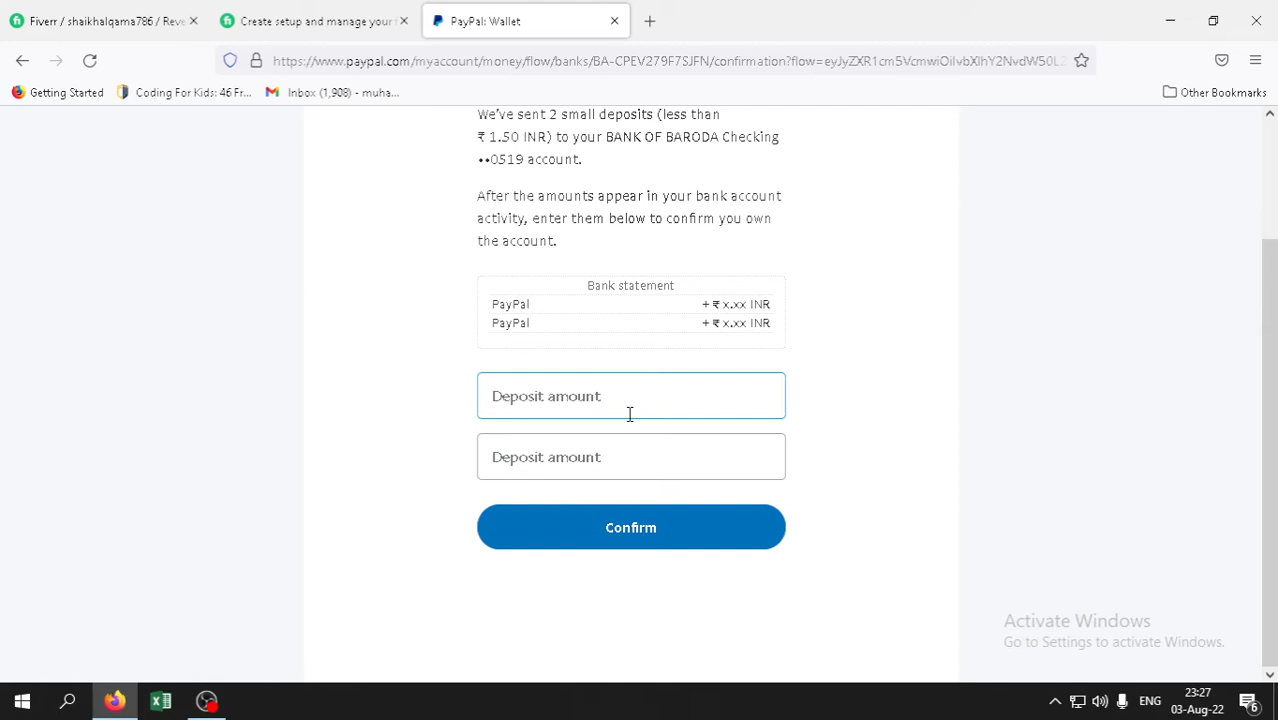 Fiverr / shaikhalqama786 / Reve
Create setup and manage your f
PayPal: Wallet
https://www.paypal.com/myaccount/money/flow/banks/
Getting Started
Coding For Kids: 46 Fr...
Inbox (1,908) - muha...
Other Bookmarks
We've sent 2 small deposits (less than
₹ 1.50 INR) to your BANK OF BARODA Checking
••0519 account.
After the amounts appear in your bank account
activity, enter them below to confirm you own
the account.
Bank statement
PayPal + ₹ x.xx INR
PayPal + ₹ x.xx INR
Deposit amount
Deposit amount
Confirm
Activate Windows
Go to Settings to activate Windows.
ENG
23:27
03-Aug-22
6